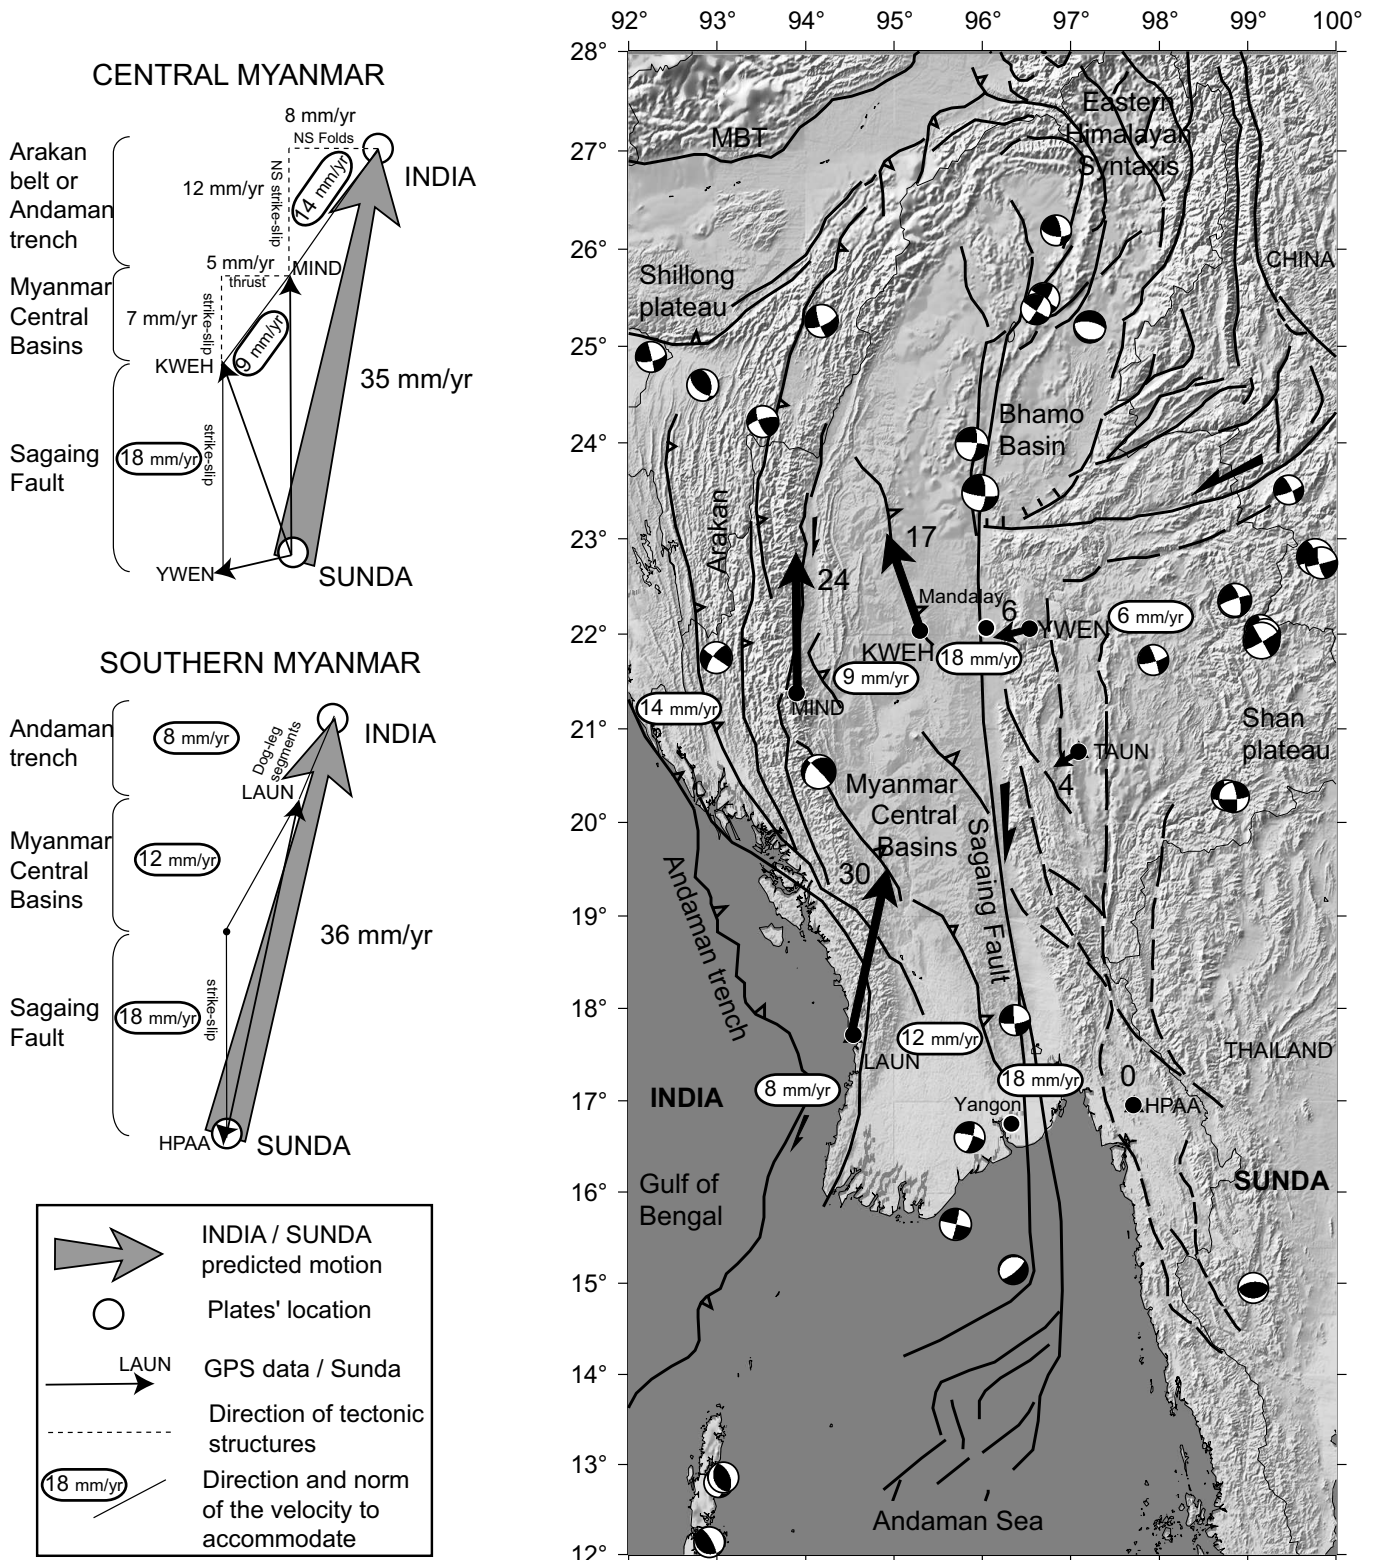 CENTRAL MYANMAR
8 mm/yr
NS Folds
Arakan
belt or
Andaman
trench
12 mm/yr
NS strike-slip
14 mm/yr
INDIA
5 mm/yr
thrust
MIND
Myanmar
Central
Basins
7 mm/yr
strike-slip
9 mm/yr
KWEH
35 mm/yr
Sagaing
Fault
18 mm/yr
strike-slip
YWEN
SUNDA
SOUTHERN MYANMAR
Andaman
trench
8 mm/yr
Dog-leg
segments
INDIA
LAUN
Myanmar
Central
Basins
12 mm/yr
36 mm/yr
Sagaing
Fault
18 mm/yr
strike-slip
HPAA
SUNDA
INDIA / SUNDA
predicted motion
Plates' location
LAUN
GPS data / Sunda
Direction of tectonic
structures
18 mm/yr
Direction and norm
of the velocity to
accommodate
92° 93° 94° 95° 96° 97° 98° 99° 100°
28°
27°
26°
25°
24°
23°
22°
21°
20°
19°
18°
17°
16°
15°
14°
13°
12°
MBT
Eastern
Himalayan
Syntaxis
CHINA
Shillong
plateau
Bhamo
Basin
Arakan
17
24
Mandalay
6
YWEN
6 mm/yr
KWEH
18 mm/yr
9 mm/yr
14 mm/yr
MIND
Shan
plateau
TAUN
4
Myanmar
Central
Basins
Sagaing Fault
30
Andaman trench
12 mm/yr
LAUN
THAILAND
18 mm/yr
0
8 mm/yr
INDIA
Yangon
HPAA
SUNDA
Gulf of
Bengal
Andaman Sea